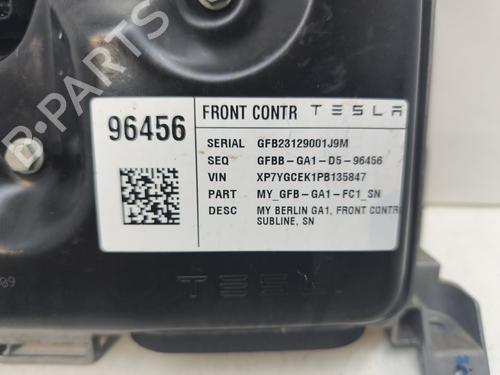 B-PARTS
96456
FRONT CONTR TESLA
SERIAL GFB23129001J9M
SEQ GFBB-GA1-D5-96456
VIN XP7YGCEK1PB135847
PART MY_GFB-GA1-FC1_SN
DESC MY BERLIN GA1, FRONT CONTR
SUBLINE, SN
TESLA
09